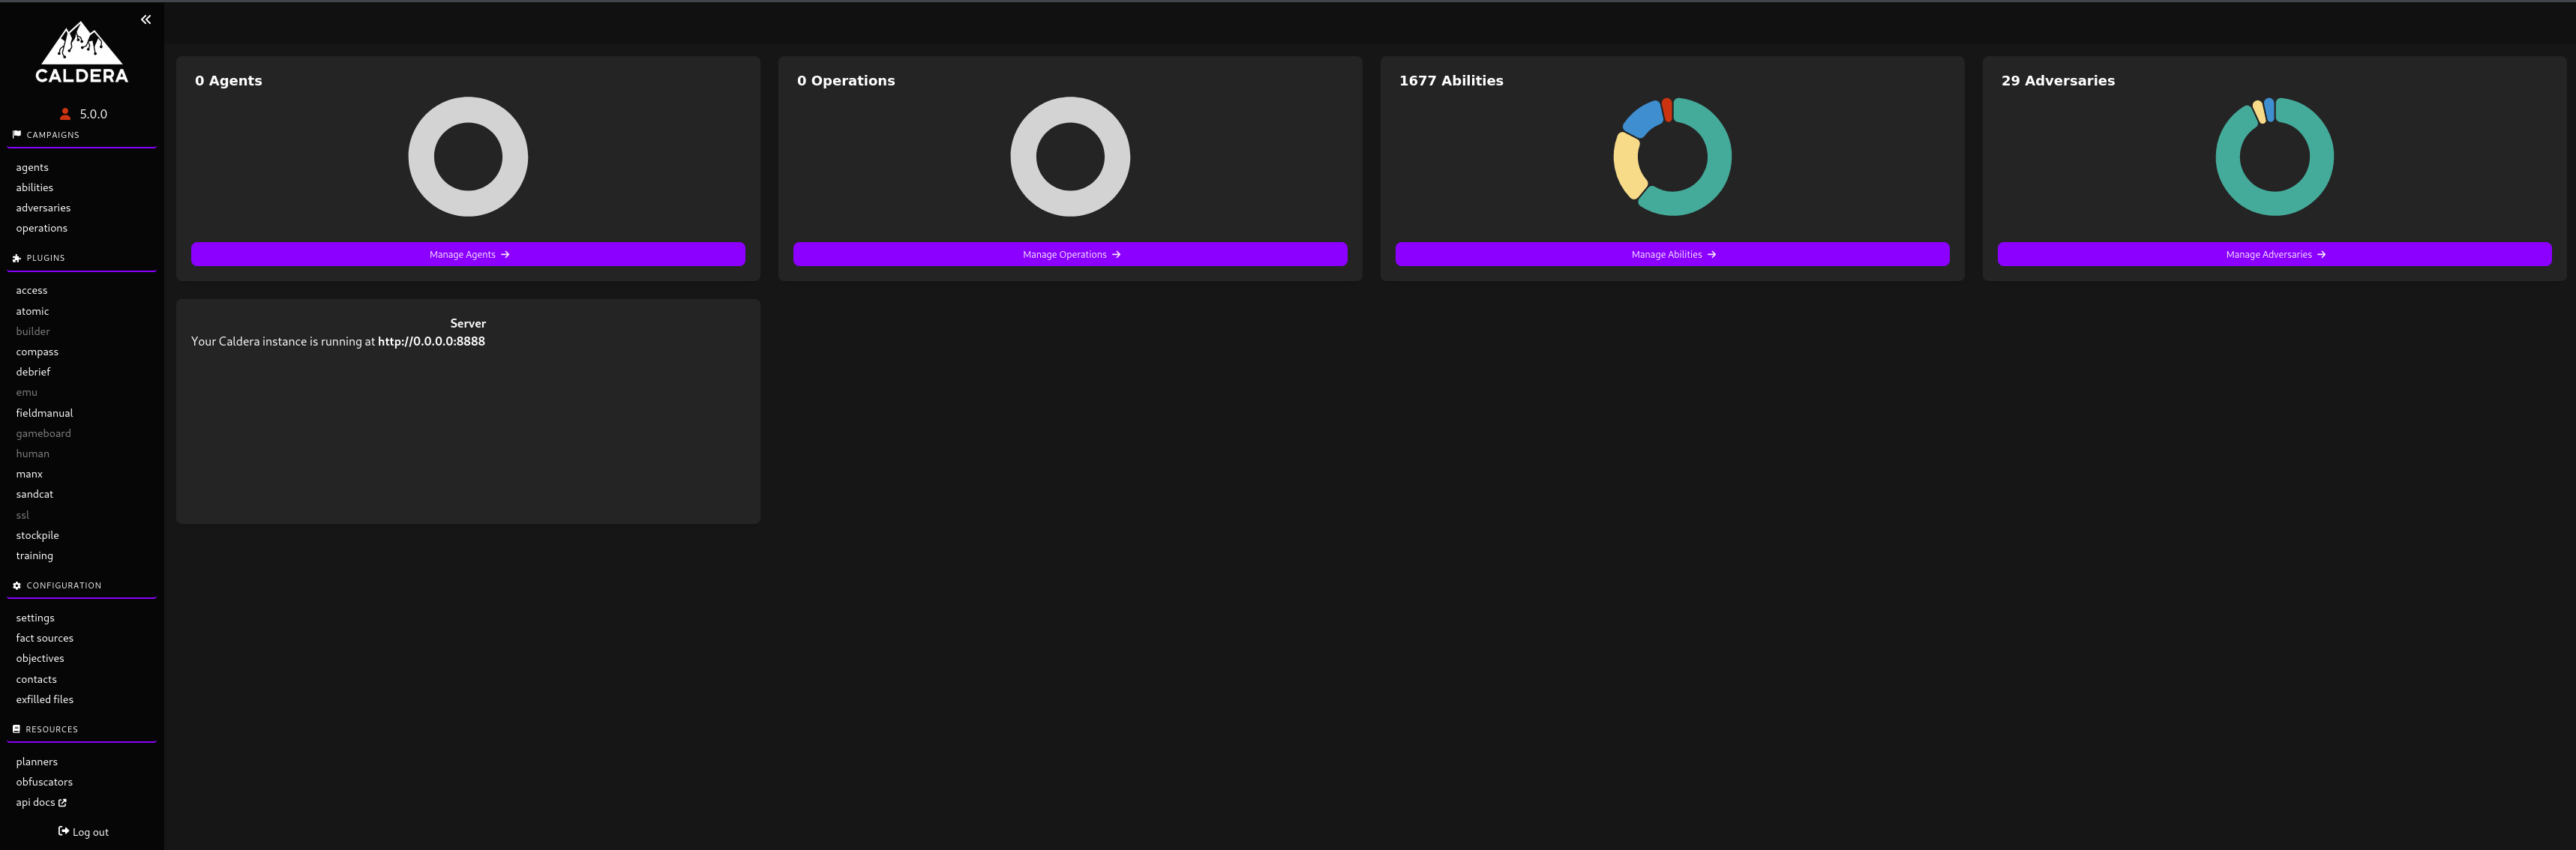 CALDERA
5.0.0
CAMPAIGNS
agents
abilities
adversaries
operations
PLUGINS
access
atomic
builder
compass
debrief
emu
fieldmanual
gameboard
human
manx
sandcat
ssl
stockpile
training
CONFIGURATION
settings
fact sources
objectives
contacts
exfilled files
RESOURCES
planners
obfuscators
api docs
Log out
0 Agents
Manage Agents
0 Operations
Manage Operations
1677 Abilities
Manage Abilities
29 Adversaries
Manage Adversaries
Server
Your Caldera instance is running at http://0.0.0.0:8888